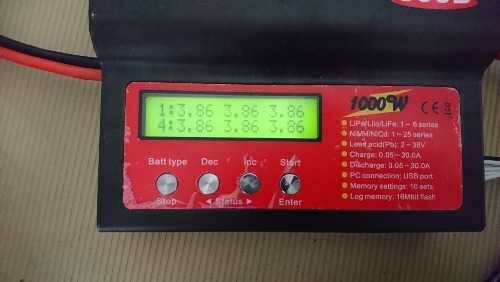 1:3.86 3.86 3.86
4:3.86 3.86 3.86
1000W CE
LiPo/LiIo/LiFe: 1~6 series
NiMH/NiCd: 1~25 series
Lead acid(Pb): 2~36V
Charge: 0.05~30.0A
Discharge: 0.05~30.0A
PC connection: USB port
Memory settings: 10 sets
Log memory: 16Mbit flash
Batt type Dec Inc Start
Stop ◄ Status ► Enter